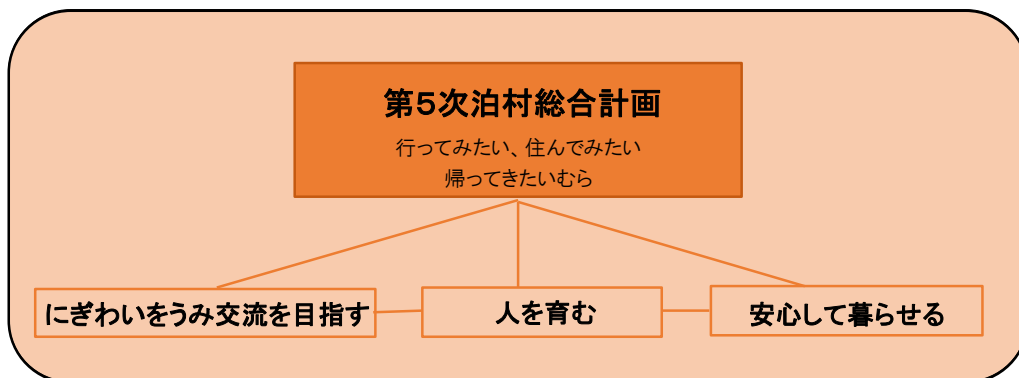 第5次泊村総合計画
行ってみたい、住んでみたい
帰ってきたいむら
にぎわいをうみ交流を目指す
人を育む
安心して暮らせる